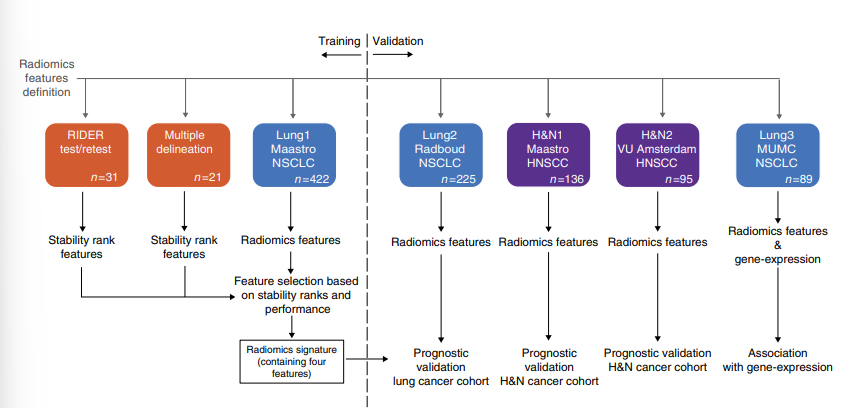 Training
Validation
Radiomics
features
definition
RIDER
test/retest
n=31
Multiple
delineation
n=21
Lung1
Maastro
NSCLC
n=422
Lung2
Radboud
NSCLC
n=225
H&N1
Maastro
HNSCC
n=136
H&N2
VU Amsterdam
HNSCC
n=95
Lung3
MUMC
NSCLC
n=89
Stability rank
features
Stability rank
features
Radiomics features
Radiomics features
Radiomics features
Radiomics features
Radiomics features
&
gene-expression
Feature selection based
on stability ranks and
performance
Radiomics signature
(containing four
features)
Prognostic
validation
lung cancer cohort
Prognostic
validation
H&N cancer cohort
Prognostic validation
H&N cancer cohort
Association
with gene-expression